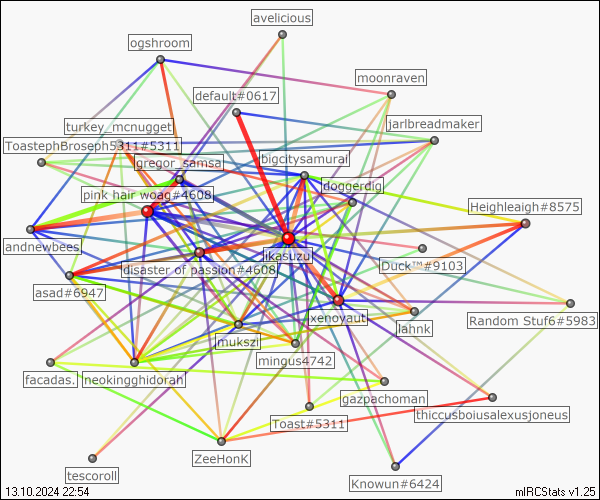 avelicious
ogshroom
moonraven
default#0617
jarlbreadmaker
turkey_mcnugget
ToastephBroseph5311#5311
bigcitysamurai
gregor_samsa
doggerdig
pink hair woag#4608
Heighleigh#8575
andnewbees
ikasuzu
Duck™#9103
disaster of passion#4608
asad#6947
xenoyaut
Random Stuf6#5983
lahnk
mukszi
mingus4742
facadas.
neokingghidorah
gazpachoman
thiccusboiusalexusjoneus
Toast#5311
ZeeHonK
tescoroll
Knowun#6424
13.10.2024 22:54
mIRCStats v1.25